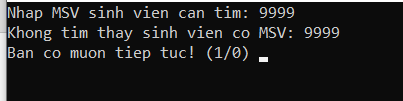 Nhap MSV sinh vien can tim: 9999
Khong tim thay sinh vien co MSV: 9999
Ban co muon tiep tuc! (1/0)